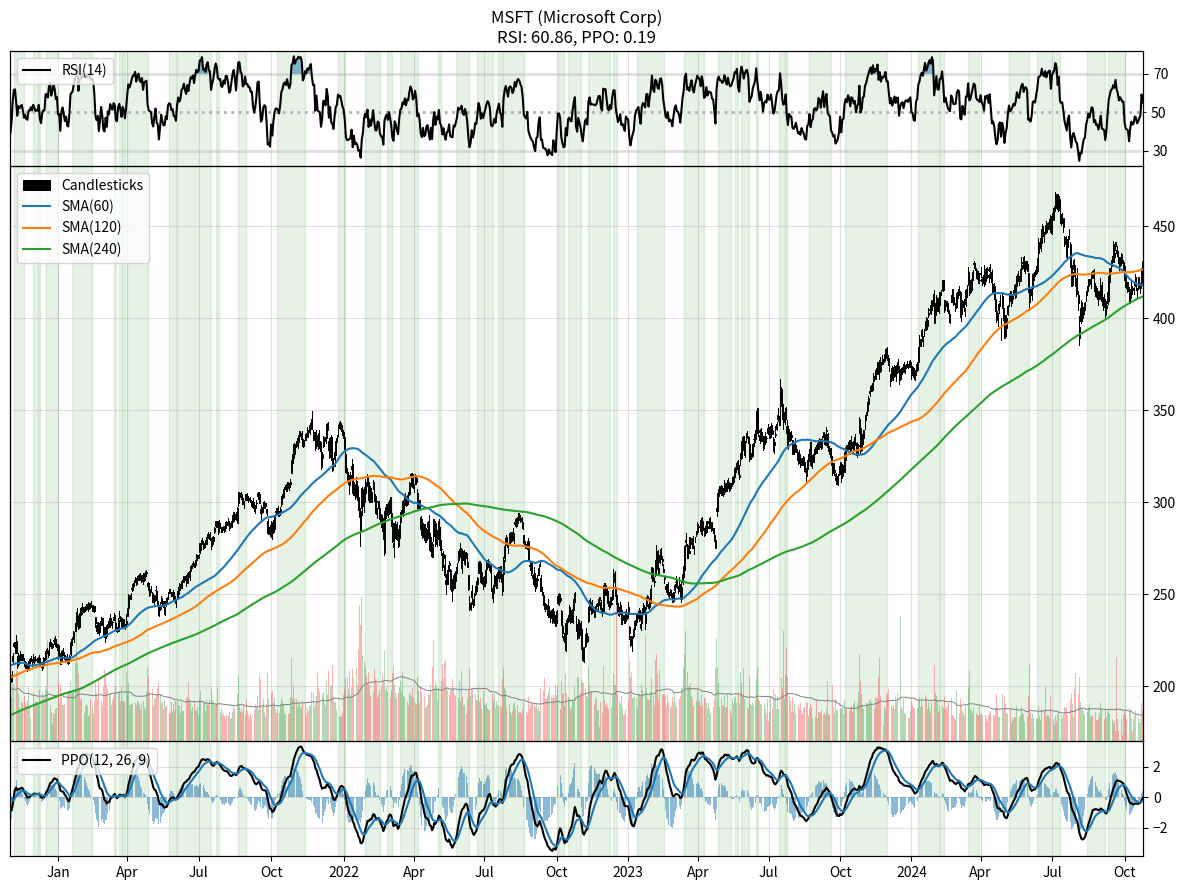 MSFT (Microsoft Corp)
RSI: 60.86, PPO: 0.19
RSI(14)
70
50
30
Candlesticks
SMA(60)
SMA(120)
SMA(240)
450
400
350
300
250
200
PPO(12, 26, 9)
2
0
−2
Jan Apr Jul Oct 2022 Apr Jul Oct 2023 Apr Jul Oct 2024 Apr Jul Oct